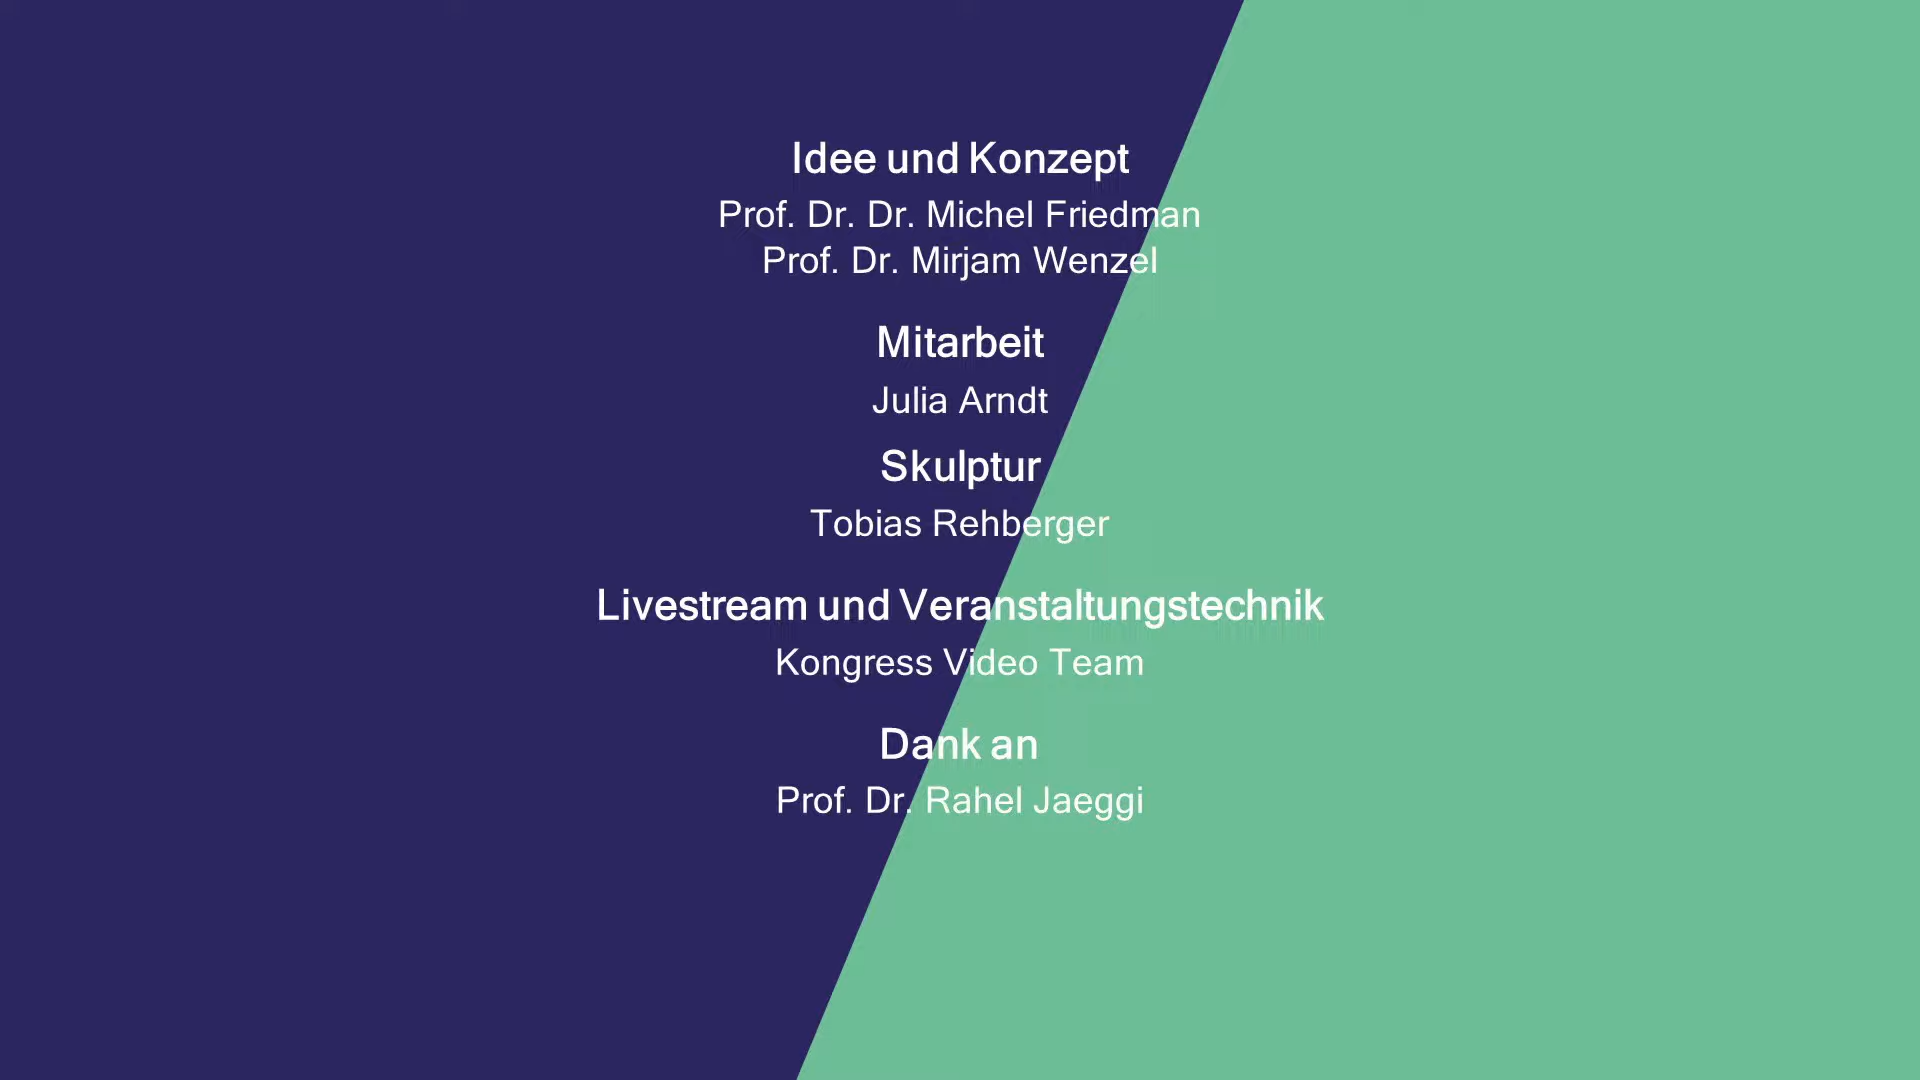 Idee und Konzept
Prof. Dr. Dr. Michel Friedman
Prof. Dr. Mirjam Wenzel
Mitarbeit
Julia Arndt
Skulptur
Tobias Rehberger
Livestream und Veranstaltungstechnik
Kongress Video Team
Dank an
Prof. Dr. Rahel Jaeggi